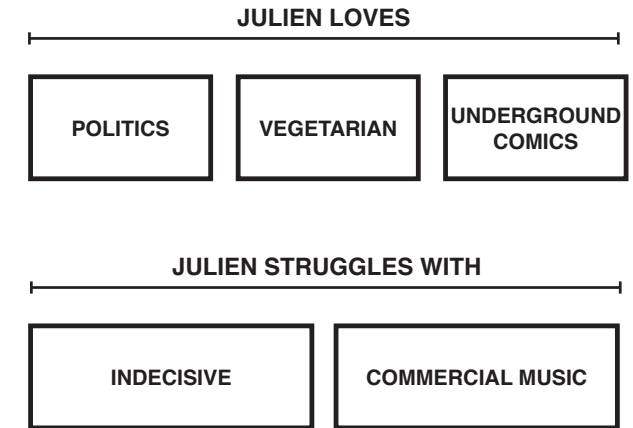 JULIEN LOVES
POLITICS
VEGETARIAN
UNDERGROUND
COMICS
JULIEN STRUGGLES WITH
INDECISIVE
COMMERCIAL MUSIC